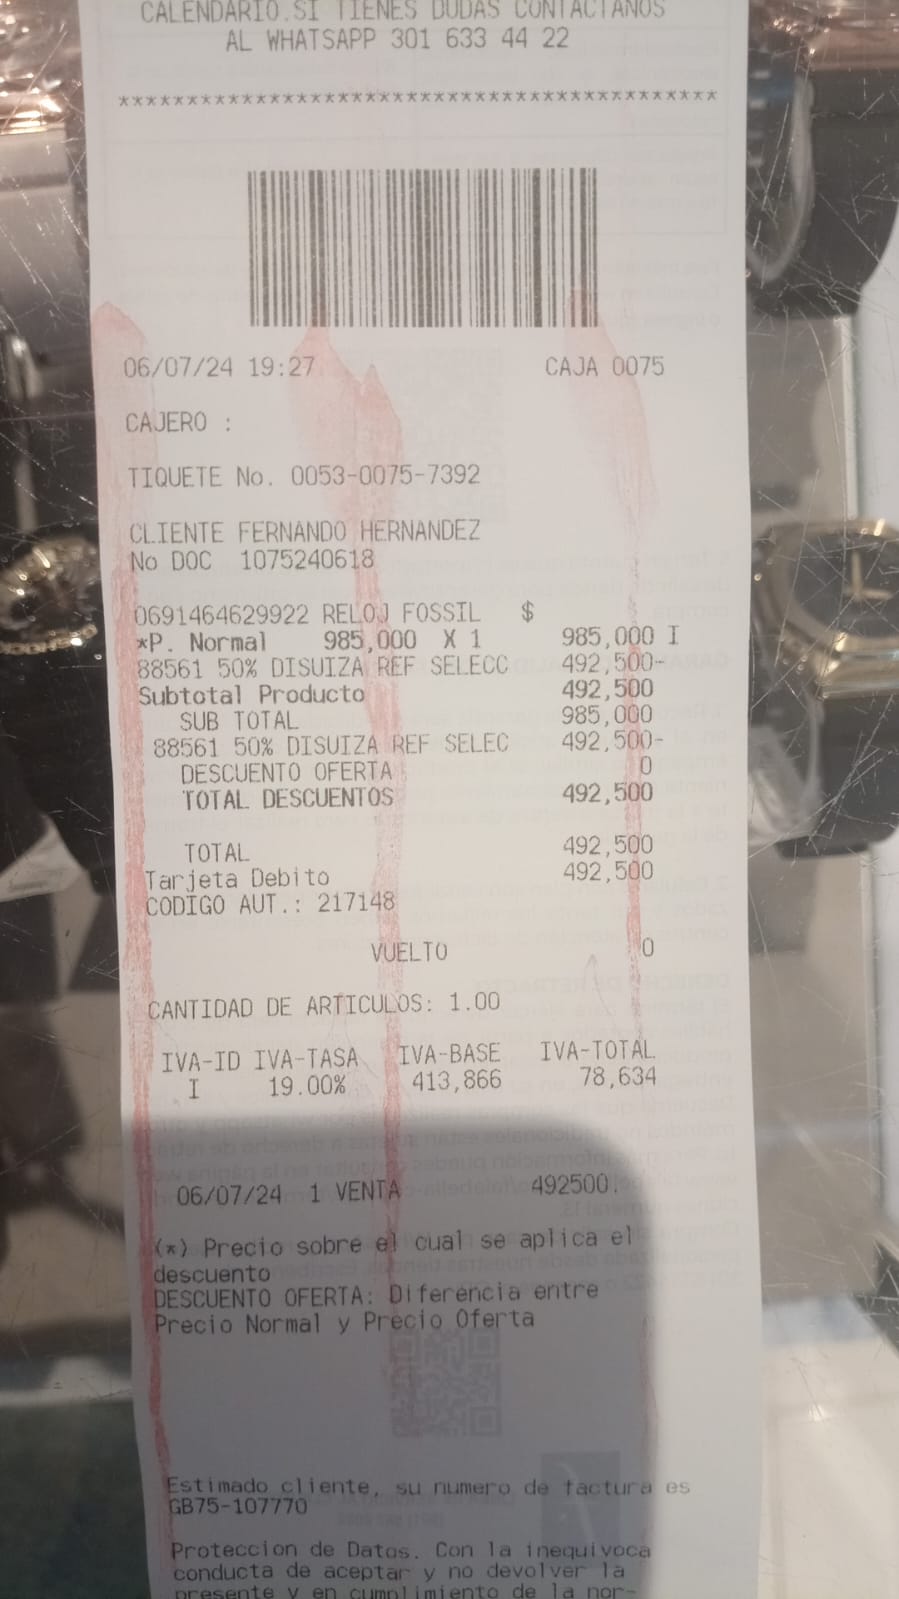 CALENDARIO.SI TIENES DUDAS CONTACTANOS
AL WHATSAPP 301 633 44 22
********************************************
06/07/24 19:27 CAJA 0075
CAJERO :
TIQUETE No. 0053-0075-7392
CLIENTE FERNANDO HERNANDEZ
No DOC 1075240618
0691464629922 RELOJ FOSSIL $
*P. Normal 985,000 X 1 985,000 I
88561 50% DISUIZA REF SELECC 492,500-
Subtotal Producto 492,500
SUB TOTAL 985,000
88561 50% DISUIZA REF SELEC 492,500-
DESCUENTO OFERTA 0
TOTAL DESCUENTOS 492,500
TOTAL 492,500
Tarjeta Debito 492,500
CODIGO AUT.: 217148
VUELTO 0
CANTIDAD DE ARTICULOS: 1.00
IVA-ID IVA-TASA IVA-BASE IVA-TOTAL
I 19.00% 413,866 78,634
06/07/24 1 VENTA 492500.
(*) Precio sobre el cual se aplica el
descuento
DESCUENTO OFERTA: Diferencia entre
Precio Normal y Precio Oferta
Estimado cliente, su numero de factura es
GB75-107770
Proteccion de Datos. Con la inequivoca
conducta de aceptar y no devolver la
presente y en cumplimiento de la nor-